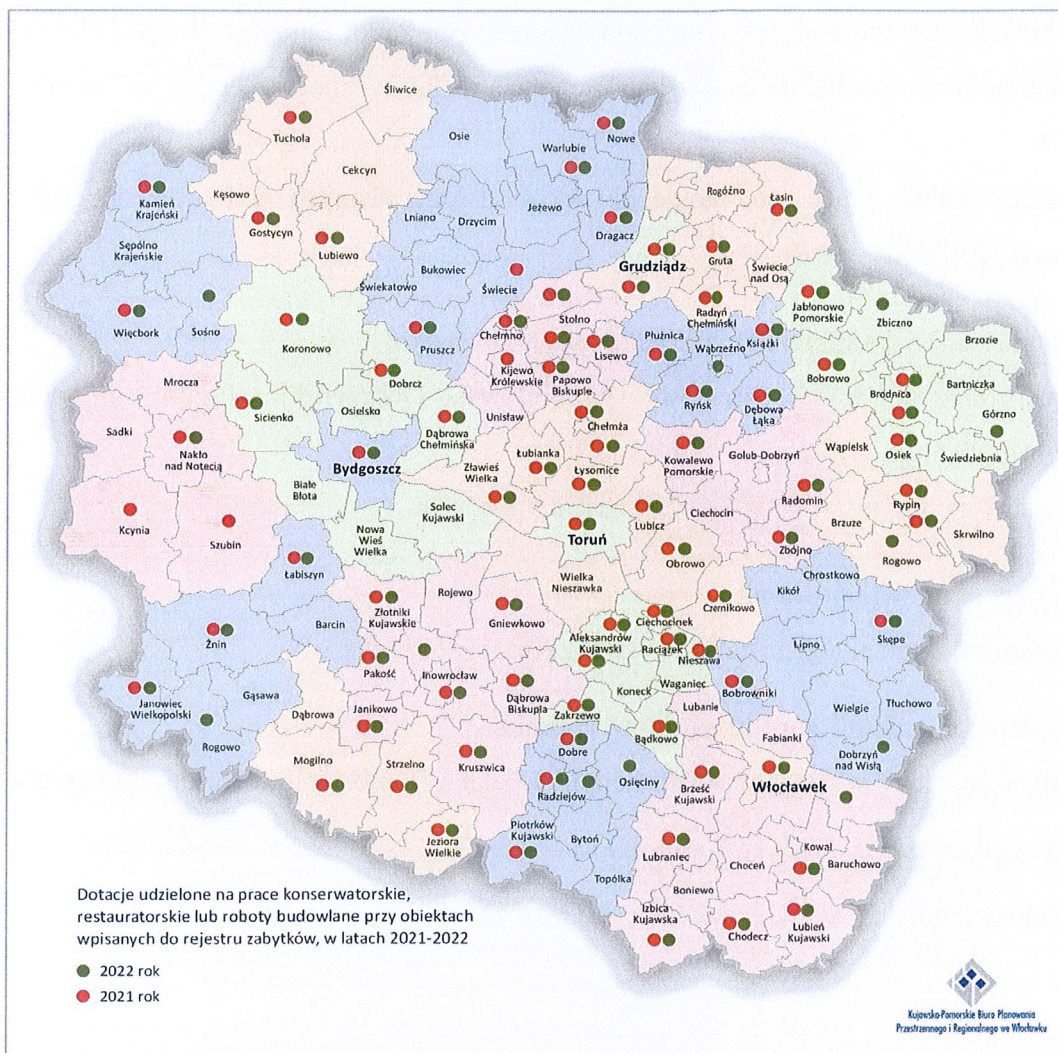 Śliwice
Tuchola
Osie
Nowe
Warlubie
Cekcyn
Kęsowo
Kamień
Krajeński
Rogóźno
Łasin
Gostycyn
Lniano
Drzycim
Jeżewo
Dragacz
Lubiewo
Sępólno
Krajeńskie
Gruta
Grudziądz
Bukowiec
Świecie
nad Osą
Świekatowo
Świecie
Więcbork
Sośno
Radzyń
Chełmiński
Jabłonowo
Pomorskie
Zbiczno
Stolno
Chełmno
Płużnica
Książki
Koronowo
Pruszcz
Wąbrzeźno
Brzozie
Lisewo
Kijewo
Królewskie
Papowo
Biskupie
Mrocza
Dobrcz
Bobrowo
Bartniczka
Brodnica
Ryńsk
Dębowa
Łąka
Sicienko
Osielsko
Unisław
Górzno
Sadki
Chełmża
Dąbrowa
Chełmińska
Nakło
nad Notecią
Wąpielsk
Osiek
Świedziebnia
Łubianka
Kowalewo
Pomorskie
Golub-Dobrzyń
Bydgoszcz
Zławieś
Wielka
Łysomice
Białe
Błota
Radomin
Rypin
Solec
Kujawski
Ciechocin
Lubicz
Brzuze
Kcynia
Nowa
Wieś
Wielka
Skrwilno
Toruń
Szubin
Zbójno
Rogowo
Obrowo
Łabiszyn
Wielka
Nieszawka
Chrostkowo
Rojewo
Kikół
Złotniki
Kujawskie
Gniewkowo
Czernikowo
Barcin
Ciechocinek
Żnin
Aleksandrów
Kujawski
Raciążek
Skępe
Lipno
Nieszawa
Pakość
Inowrocław
Waganiec
Koneck
Gąsawa
Bobrowniki
Janowiec
Wielkopolski
Dąbrowa
Biskupia
Janikowo
Lubanie
Tłuchowo
Wielgie
Dąbrowa
Zakrzewo
Rogowo
Bądkowo
Fabianki
Dobre
Dobrzyń
nad Wisłą
Mogilno
Strzelno
Kruszwica
Osięciny
Włocławek
Radziejów
Brześć
Kujawski
Piotrków
Kujawski
Bytoń
Jeziora
Wielkie
Kowal
Lubraniec
Choceń
Baruchowo
Topólka
Boniewo
Izbica
Kujawska
Lubień
Kujawski
Chodecz
Dotacje udzielone na prace konserwatorskie,
restauratorskie lub roboty budowlane przy obiektach
wpisanych do rejestru zabytków, w latach 2021-2022
2022 rok
2021 rok
Kujawsko-Pomorskie Biuro Planowania
Przestrzennego i Regionalnego we Włocławku